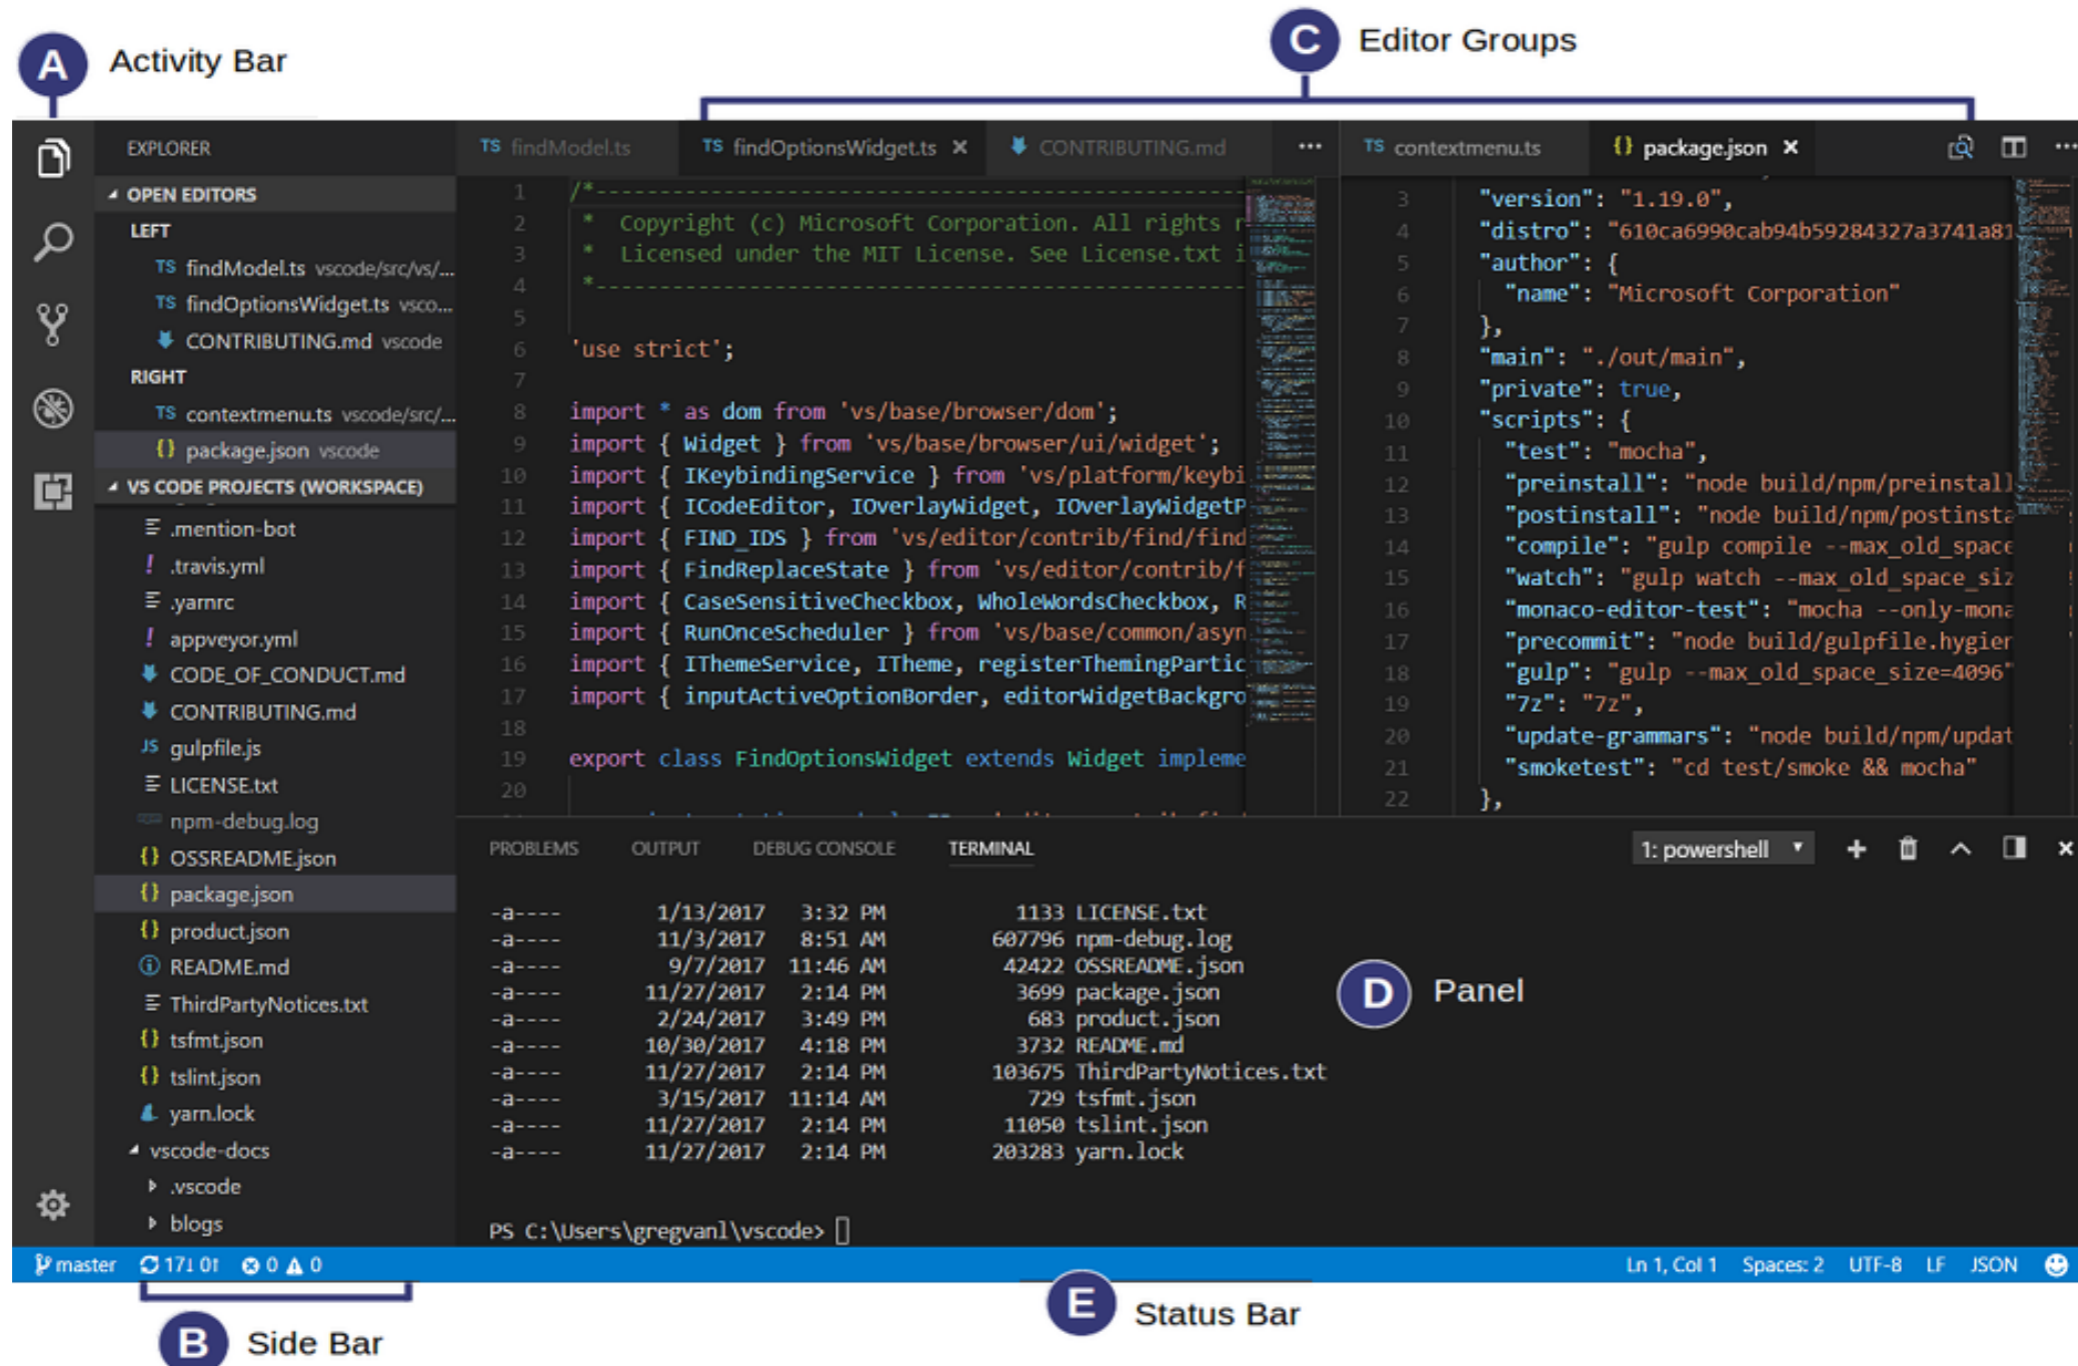 A Activity Bar
C Editor Groups
EXPLORER
OPEN EDITORS
LEFT
TS findModel.ts vscode/src/vs/...
TS findOptionsWidget.ts vsco...
CONTRIBUTING.md vscode
RIGHT
TS contextmenu.ts vscode/src/...
{} package.json vscode
VS CODE PROJECTS (WORKSPACE)
.mention-bot
! .travis.yml
.yarnrc
! appveyor.yml
CODE_OF_CONDUCT.md
CONTRIBUTING.md
JS gulpfile.js
LICENSE.txt
npm-debug.log
{} OSSREADME.json
{} package.json
{} product.json
README.md
ThirdPartyNotices.txt
{} tsfmt.json
{} tslint.json
yarn.lock
vscode-docs
.vscode
blogs
TS findModel.ts TS findOptionsWidget.ts × CONTRIBUTING.md ...
1 /*---------------------------------------------------
2 * Copyright (c) Microsoft Corporation. All rights r
3 * Licensed under the MIT License. See License.txt i
4 *---------------------------------------------------
5
6 'use strict';
7
8 import * as dom from 'vs/base/browser/dom';
9 import { Widget } from 'vs/base/browser/ui/widget';
10 import { IKeybindingService } from 'vs/platform/keybi
11 import { ICodeEditor, IOverlayWidget, IOverlayWidgetP
12 import { FIND_IDS } from 'vs/editor/contrib/find/find
13 import { FindReplaceState } from 'vs/editor/contrib/f
14 import { CaseSensitiveCheckbox, WholeWordsCheckbox, R
15 import { RunOnceScheduler } from 'vs/base/common/asyn
16 import { IThemeService, ITheme, registerThemingPartic
17 import { inputActiveOptionBorder, editorWidgetBackgro
18
19 export class FindOptionsWidget extends Widget impleme
20
TS contextmenu.ts {} package.json × ...
3 "version": "1.19.0",
4 "distro": "610ca6990cab94b59284327a3741a81
5 "author": {
6 "name": "Microsoft Corporation"
7 },
8 "main": "./out/main",
9 "private": true,
10 "scripts": {
11 "test": "mocha",
12 "preinstall": "node build/npm/preinstall
13 "postinstall": "node build/npm/postinsta
14 "compile": "gulp compile --max_old_space
15 "watch": "gulp watch --max_old_space_siz
16 "monaco-editor-test": "mocha --only-mona
17 "precommit": "node build/gulpfile.hygien
18 "gulp": "gulp --max_old_space_size=4096"
19 "7z": "7z",
20 "update-grammars": "node build/npm/updat
21 "smoketest": "cd test/smoke && mocha"
22 },
PROBLEMS OUTPUT DEBUG CONSOLE TERMINAL 1: powershell
-a---- 1/13/2017 3:32 PM 1133 LICENSE.txt
-a---- 11/3/2017 8:51 AM 607796 npm-debug.log
-a---- 9/7/2017 11:46 AM 42422 OSSREADME.json
-a---- 11/27/2017 2:14 PM 3699 package.json
-a---- 2/24/2017 3:49 PM 683 product.json
-a---- 10/30/2017 4:18 PM 3732 README.md
-a---- 11/27/2017 2:14 PM 103675 ThirdPartyNotices.txt
-a---- 3/15/2017 11:14 AM 729 tsfmt.json
-a---- 11/27/2017 2:14 PM 11050 tslint.json
-a---- 11/27/2017 2:14 PM 203283 yarn.lock
D Panel
PS C:\Users\gregvanl\vscode>
master 17↓ 0↑ 0 0 Ln 1, Col 1 Spaces: 2 UTF-8 LF JSON
B Side Bar
E Status Bar